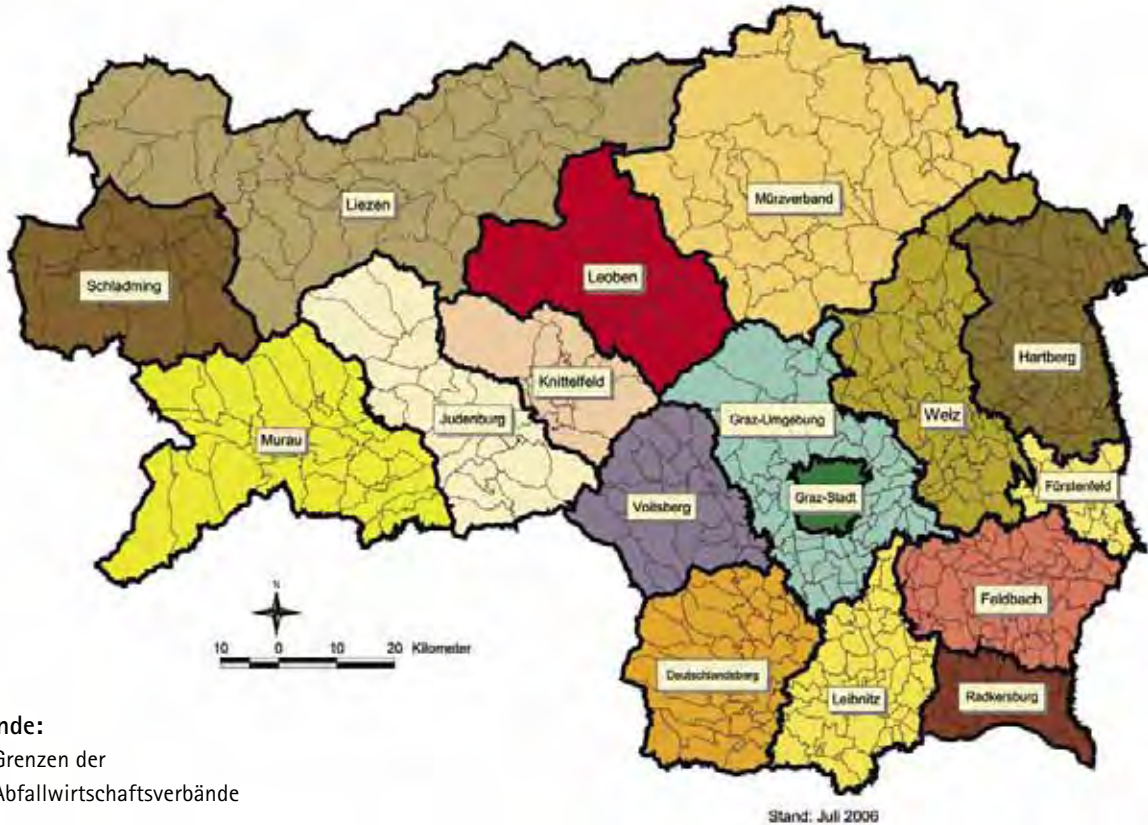 Liezen
Mürzverband
Schladming
Leoben
Hartberg
Knittelfeld
Judenburg
Graz-Umgebung
Weiz
Murau
Fürstenfeld
Graz-Stadt
Voitsberg
Feldbach
N
10 0 10 20 Kilometer
Deutschlandsberg
Leibnitz
Radkersburg
nde:
Grenzen der
Abfallwirtschaftsverbände
Stand: Juli 2006